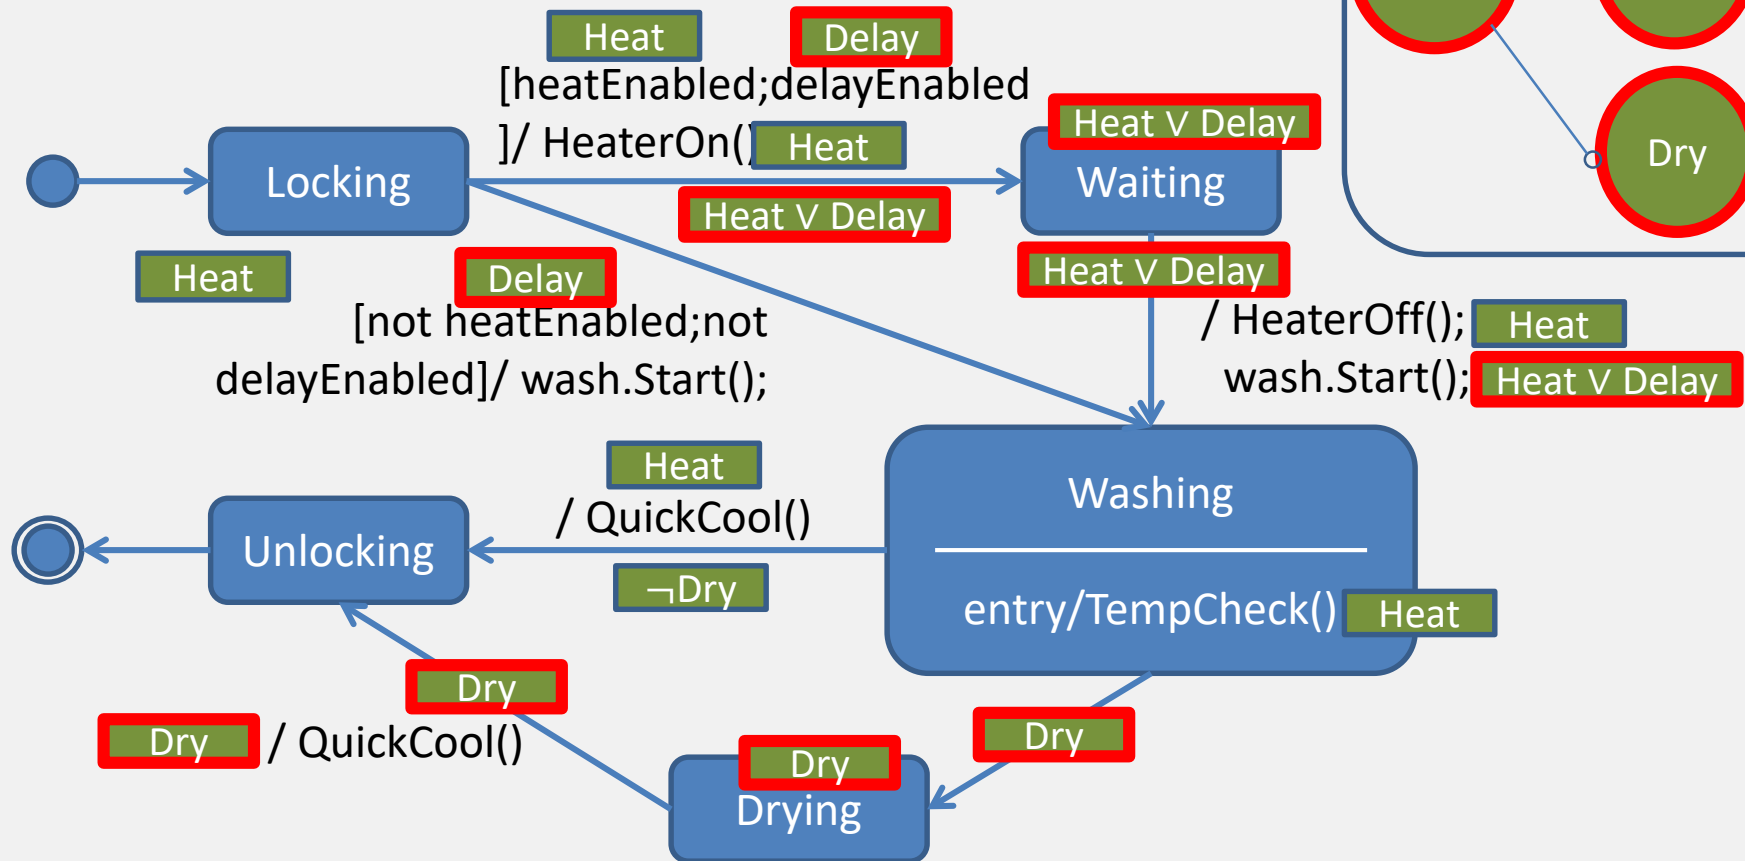 Heat Delay
[heatEnabled;delayEnabled
]/ HeaterOn() Heat
Heat ∨ Delay
Locking
Waiting
Dry
Heat ∨ Delay
Heat
Delay
Heat ∨ Delay
[not heatEnabled;not
delayEnabled]/ wash.Start();
/ HeaterOff(); Heat
wash.Start(); Heat ∨ Delay
Heat
/ QuickCool()
¬Dry
Washing
entry/TempCheck() Heat
Unlocking
Dry
Dry / QuickCool()
Dry
Dry
Drying